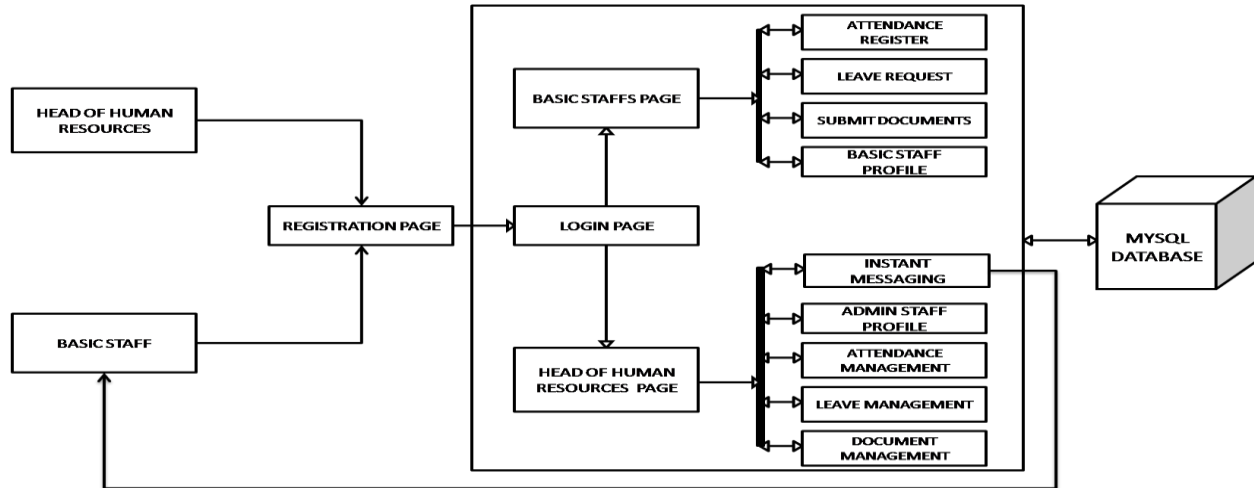 HEAD OF HUMAN
RESOURCES
BASIC STAFF
REGISTRATION PAGE
BASIC STAFFS PAGE
LOGIN PAGE
HEAD OF HUMAN
RESOURCES PAGE
ATTENDANCE
REGISTER
LEAVE REQUEST
SUBMIT DOCUMENTS
BASIC STAFF
PROFILE
INSTANT
MESSAGING
ADMIN STAFF
PROFILE
ATTENDANCE
MANAGEMENT
LEAVE MANAGEMENT
DOCUMENT
MANAGEMENT
MYSQL
DATABASE